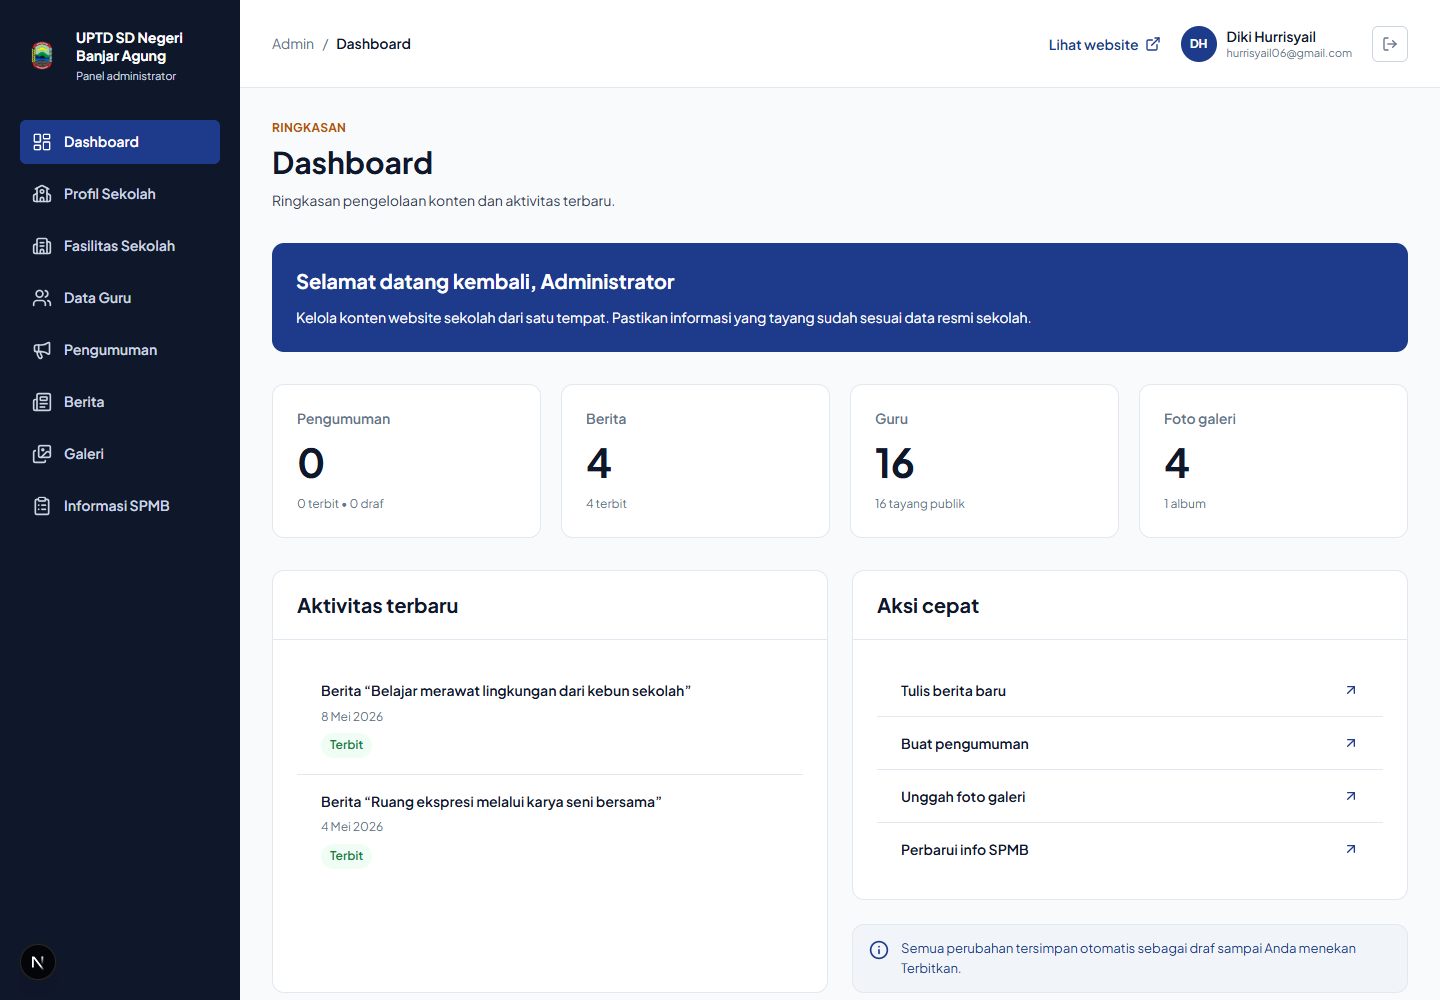 UPTD SD Negeri
Banjar Agung
Panel administrator
Dashboard
Profil Sekolah
Fasilitas Sekolah
Data Guru
Pengumuman
Berita
Galeri
Informasi SPMB
N
Admin / Dashboard
Lihat website
DH
Diki Hurrisyail
hurrisyail06@gmail.com
RINGKASAN
Dashboard
Ringkasan pengelolaan konten dan aktivitas terbaru.
Selamat datang kembali, Administrator
Kelola konten website sekolah dari satu tempat. Pastikan informasi yang tayang sudah sesuai data resmi sekolah.
Pengumuman
0
0 terbit • 0 draf
Berita
4
4 terbit
Guru
16
16 tayang publik
Foto galeri
4
1 album
Aktivitas terbaru
Berita “Belajar merawat lingkungan dari kebun sekolah”
8 Mei 2026
Terbit
Berita “Ruang ekspresi melalui karya seni bersama”
4 Mei 2026
Terbit
Aksi cepat
Tulis berita baru
Buat pengumuman
Unggah foto galeri
Perbarui info SPMB
Semua perubahan tersimpan otomatis sebagai draf sampai Anda menekan
Terbitkan.